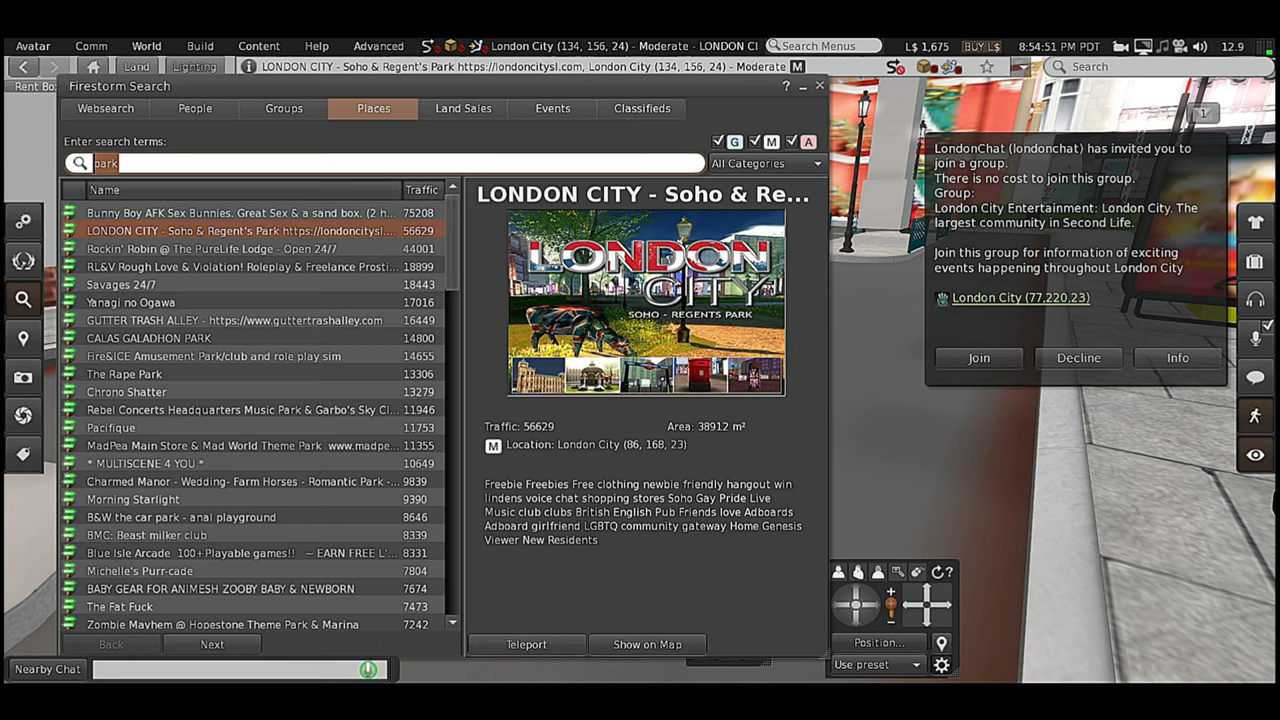 Avatar Comm World Build Content Help Advanced London City (134, 156, 24) - Moderate - LONDON CI Search Menus L$ 1,675 BUY L$ 8:54:51 PM PDT 12.9
Land Lighting LONDON CITY - Soho & Regent's Park https://londoncitysl.com, London City (134, 156, 24) - Moderate M Search
Rent Bo
Firestorm Search
Websearch People Groups Places Land Sales Events Classifieds
Enter search terms: G M A
park All Categories
Name Traffic
Bunny Boy AFK Sex Bunnies. Great Sex & a sand box. (2 h... 75208
LONDON CITY - Soho & Regent's Park https://londoncitysl.... 56629
Rockin' Robin @ The PureLife Lodge - Open 24/7 44001
RL&V Rough Love & Violation! Roleplay & Freelance Prosti... 18899
Savages 24/7 18443
Yanagi no Ogawa 17016
GUTTER TRASH ALLEY - https://www.guttertrashalley.com 16449
CALAS GALADHON PARK 14800
Fire&ICE Amusement Park/club and role play sim 14655
The Rape Park 13306
Chrono Shatter 13279
Rebel Concerts Headquarters Music Park & Garbo's Sky Cl... 11946
Pacifique 11753
MadPea Main Store & Mad World Theme Park www.madpe... 11355
* MULTISCENE 4 YOU * 10649
Charmed Manor - Wedding- Farm Horses - Romantic Park -... 9839
Morning Starlight 9390
B&W the car park - anal playground 8646
BMC: Beast milker club 8339
Blue Isle Arcade 100+Playable games!! ~ EARN FREE L'... 8331
Michelle's Purr-cade 7804
BABY GEAR FOR ANIMESH ZOOBY BABY & NEWBORN 7674
The Fat Fuck 7473
Zombie Mayhem @ Hopestone Theme Park & Marina 7242
Back Next
LONDON CITY - Soho & Re...
LONDON
CITY
SOHO - REGENTS PARK
Traffic: 56629 Area: 38912 m²
M Location: London City (86, 168, 23)
Freebie Freebies Free clothing newbie friendly hangout win
lindens voice chat shopping stores Soho Gay Pride Live
Music club clubs British English Pub Friends love Adboards
Adboard girlfriend LGBTQ community gateway Home Genesis
Viewer New Residents
Teleport Show on Map
1
LondonChat (londonchat) has invited you to
join a group.
There is no cost to join this group.
Group:
London City Entertainment: London City. The
largest community in Second Life.
Join this group for information of exciting
events happening throughout London City
London City (77,220,23)
Join Decline Info
Position...
Use preset
Nearby Chat